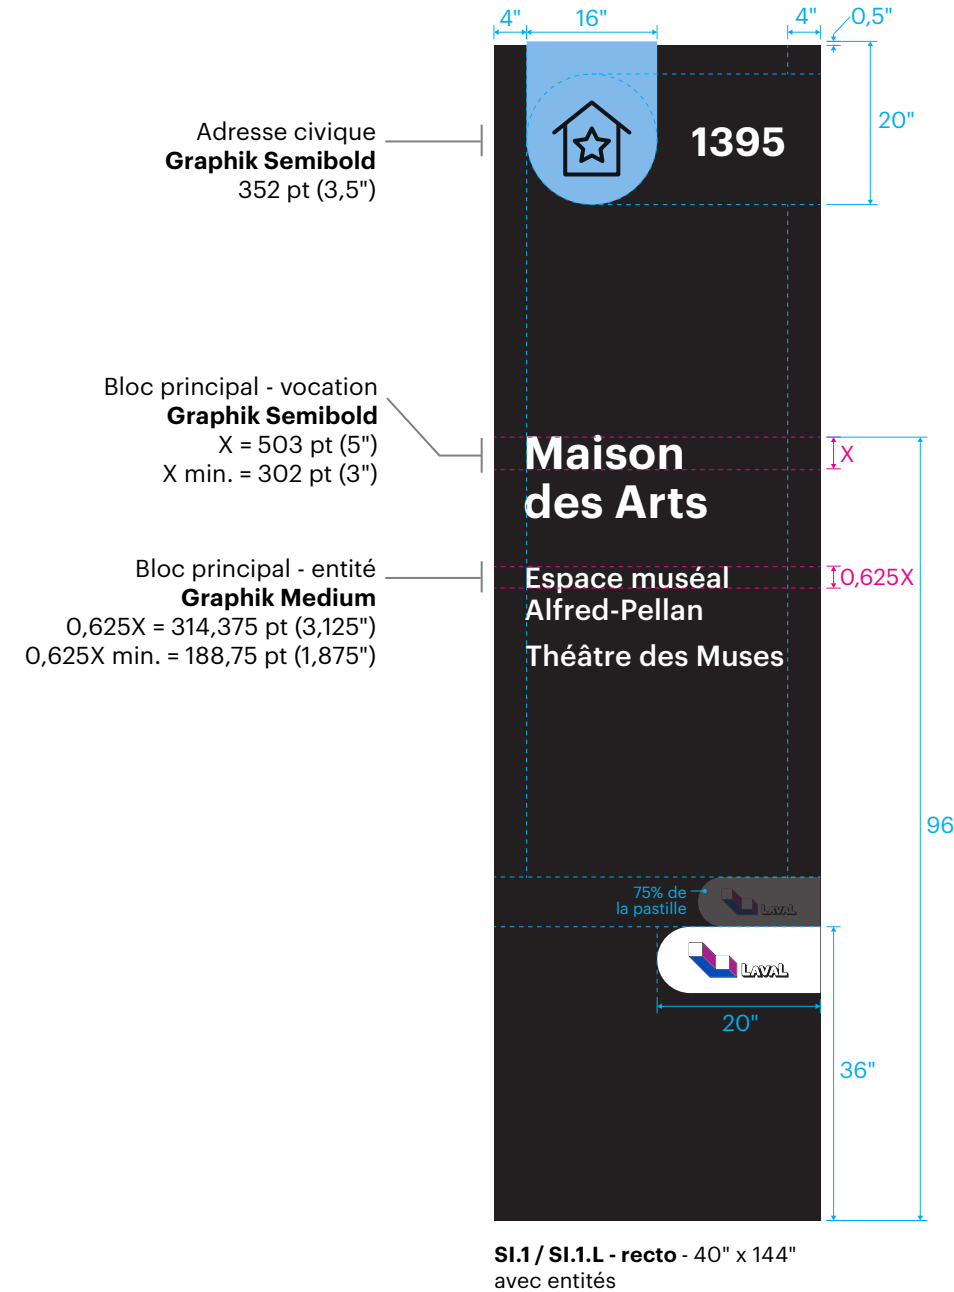 4" 16" 4" 0,5"
20"
Adresse civique
Graphik Semibold
352 pt (3,5")
1395
Bloc principal - vocation
Graphik Semibold
X = 503 pt (5")
X min. = 302 pt (3")
Maison
des Arts
X
Bloc principal - entité
Graphik Medium
0,625X = 314,375 pt (3,125")
0,625X min. = 188,75 pt (1,875")
Espace muséal
Alfred-Pellan
Théâtre des Muses
0,625X
96
75% de
la pastille
LAVAL
LAVAL
20"
36"
SI.1 / SI.1.L - recto - 40" x 144"
avec entités